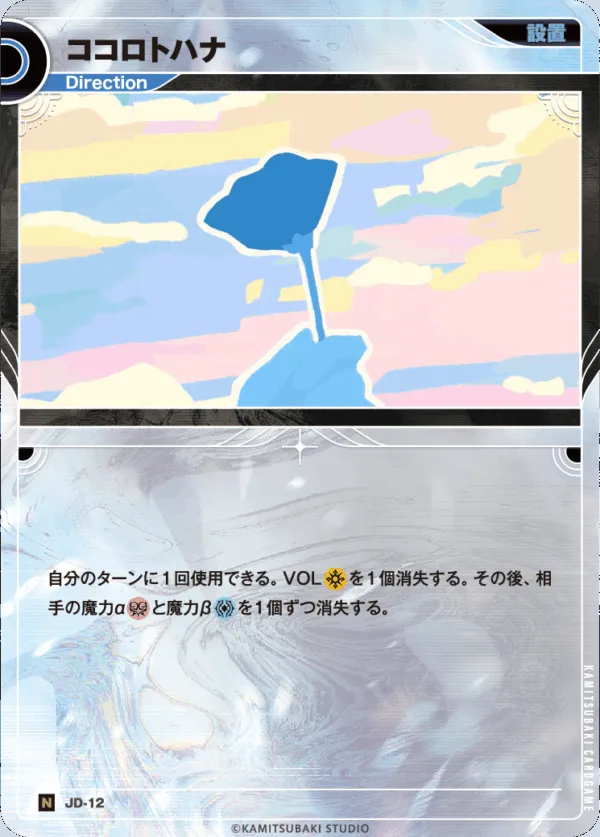 ココロトハナ
設置
Direction
自分のターンに1回使用できる。VOLを1個消失する。その後、相
手の魔力αと魔力βを1個ずつ消失する。
KAMITSUBAKI CARDGAME
N JD-12
©KAMITSUBAKI STUDIO